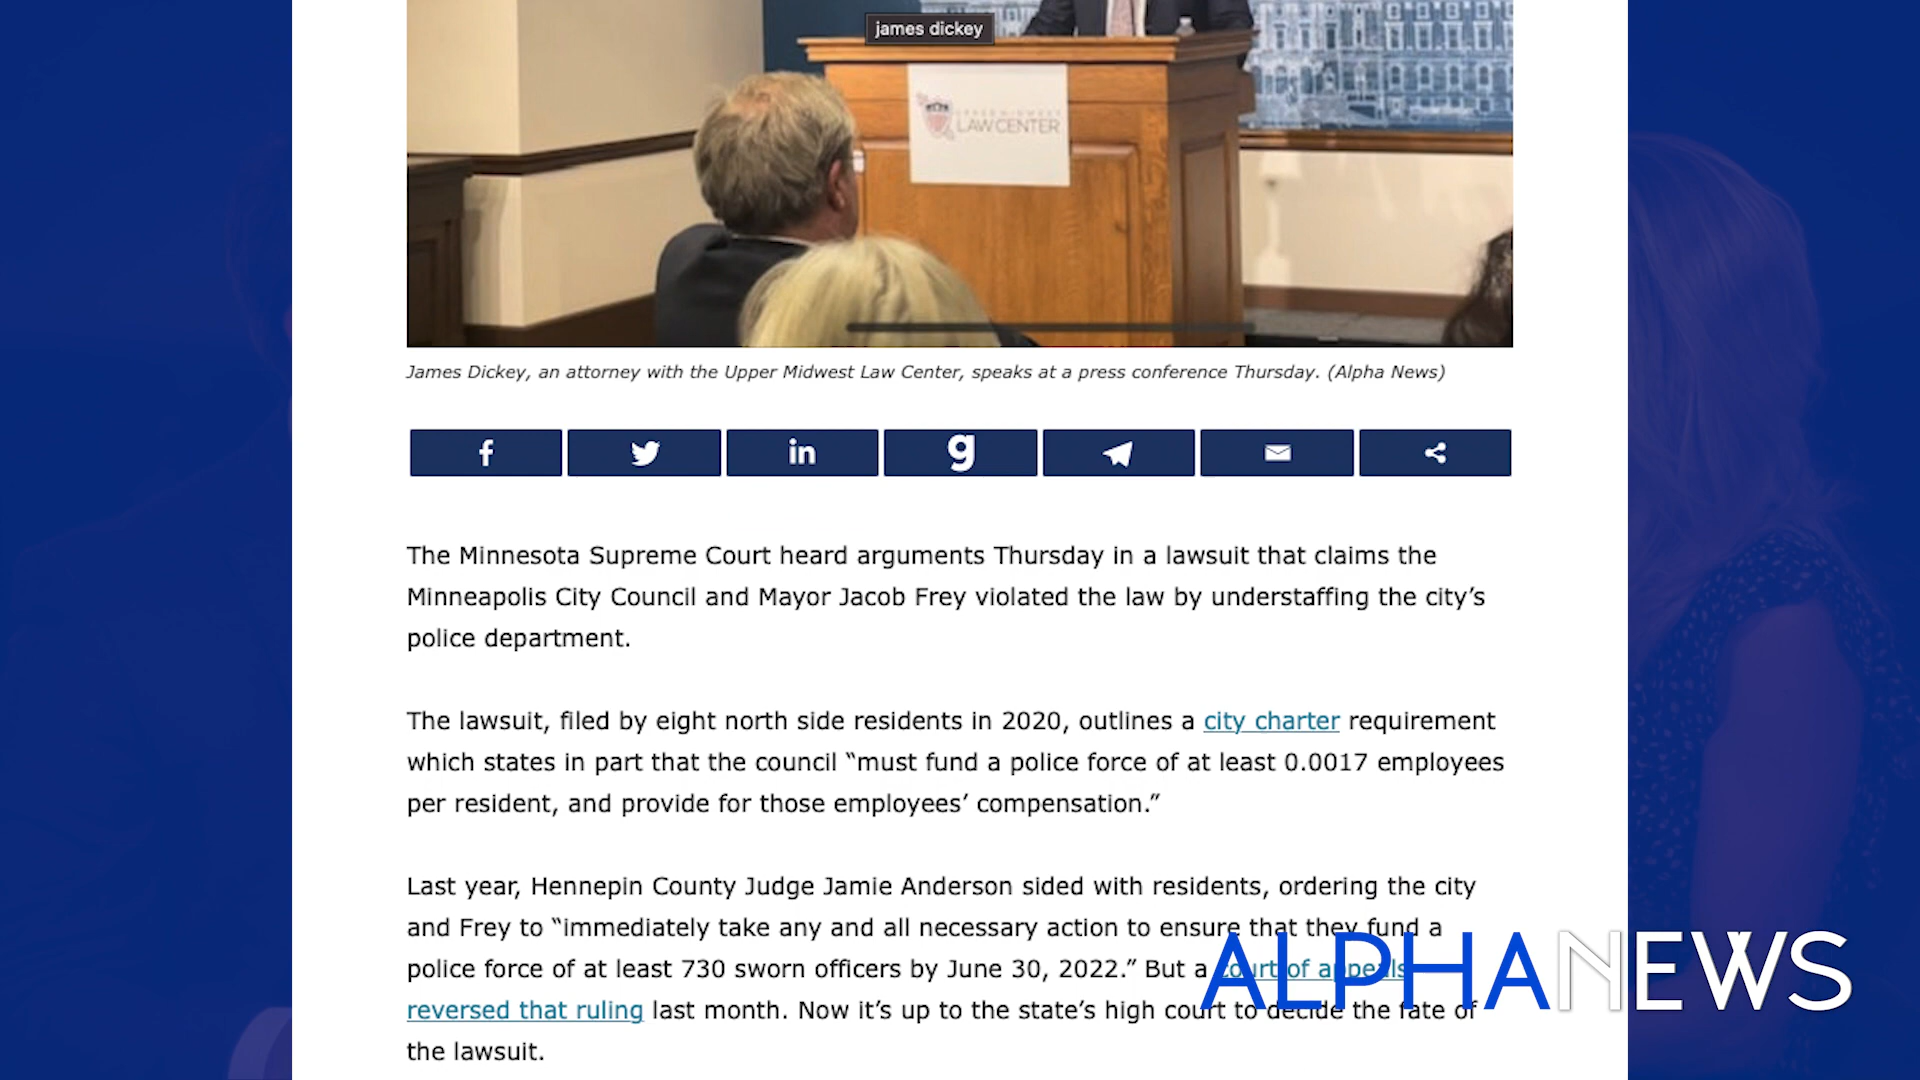 james dickey
UPPER MIDWEST
LAW CENTER
James Dickey, an attorney with the Upper Midwest Law Center, speaks at a press conference Thursday. (Alpha News)
The Minnesota Supreme Court heard arguments Thursday in a lawsuit that claims the
Minneapolis City Council and Mayor Jacob Frey violated the law by understaffing the city’s
police department.
The lawsuit, filed by eight north side residents in 2020, outlines a city charter requirement
which states in part that the council “must fund a police force of at least 0.0017 employees
per resident, and provide for those employees’ compensation.”
Last year, Hennepin County Judge Jamie Anderson sided with residents, ordering the city
and Frey to “immediately take any and all necessary action to ensure that they fund a
police force of at least 730 sworn officers by June 30, 2022.” But a court of appeals
reversed that ruling last month. Now it’s up to the state’s high court to decide the fate of
the lawsuit.
ALPHANEWS